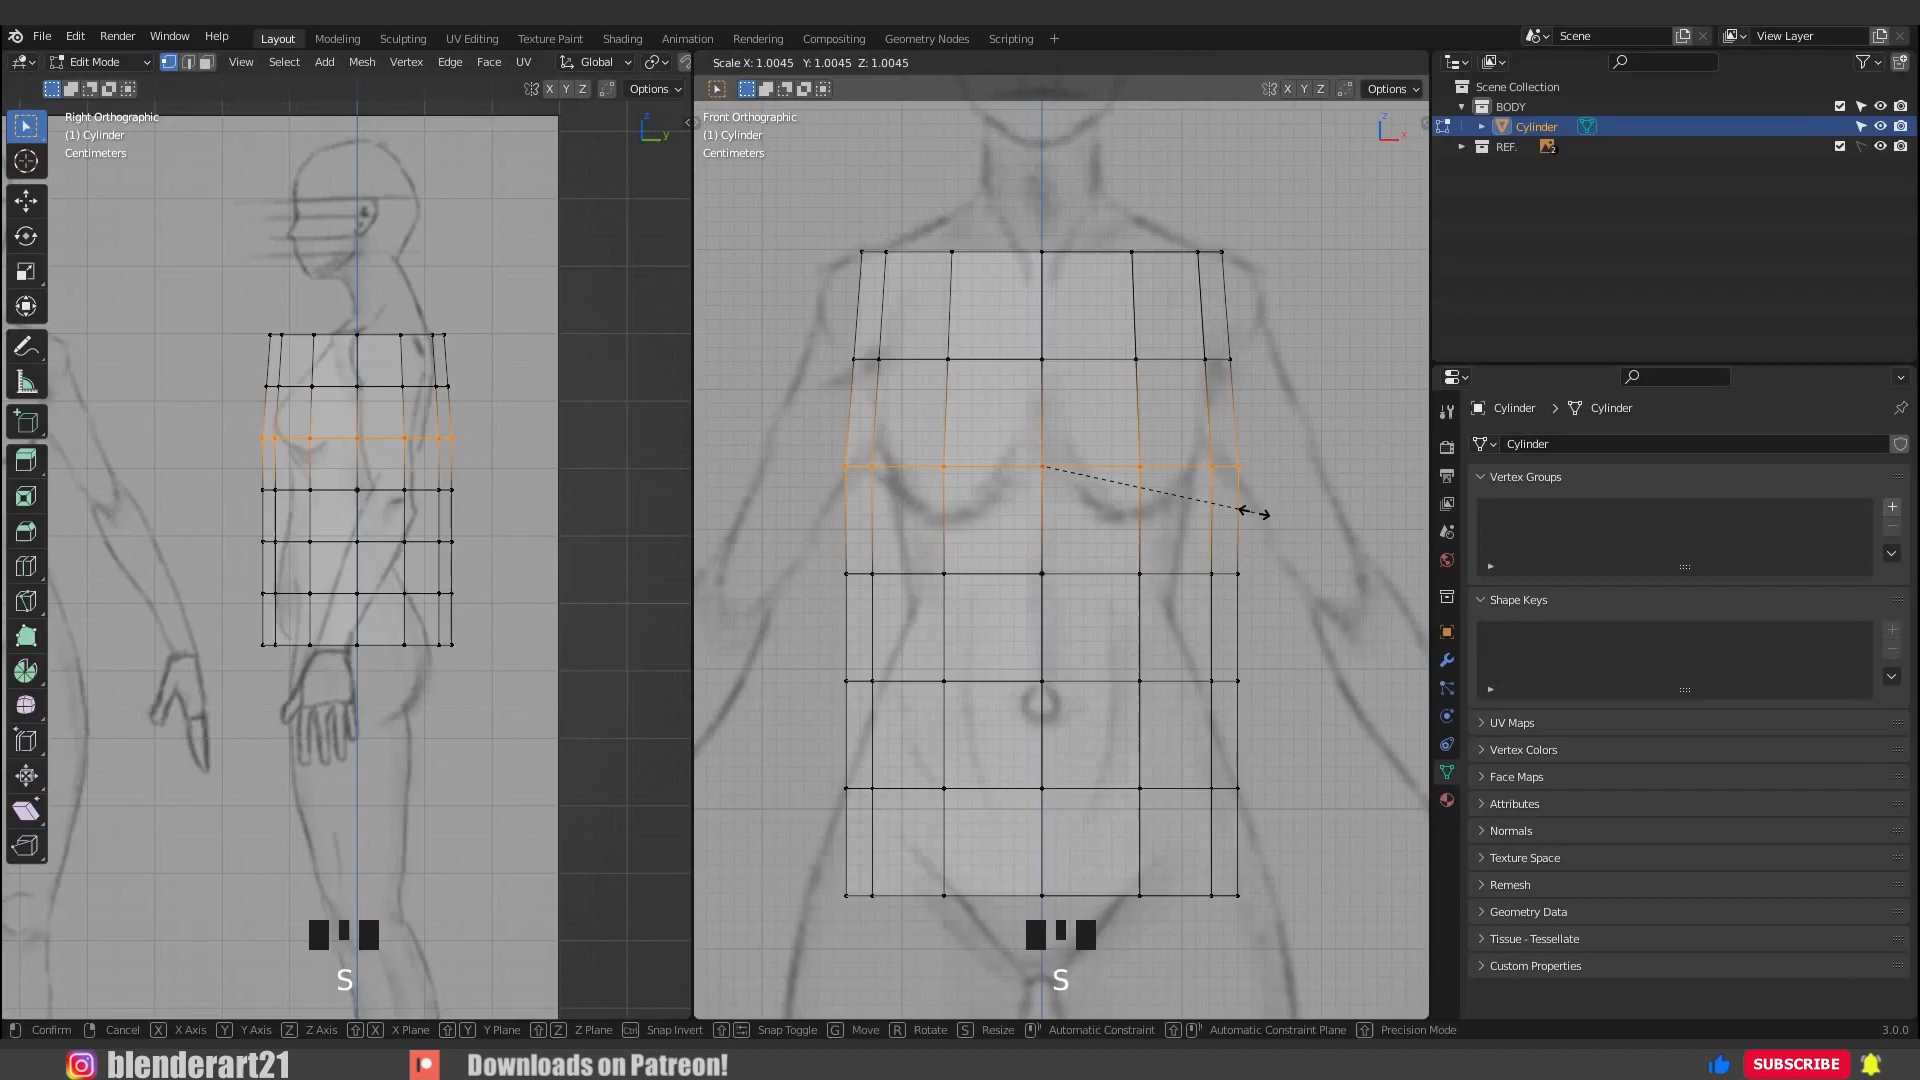 File Edit Render Window Help Layout Modeling Sculpting UV Editing Texture Paint Shading Animation Rendering Compositing Geometry Nodes Scripting + Scene View Layer
Edit Mode View Select Add Mesh Vertex Edge Face UV Global Scale X: 1.0045 Y: 1.0045 Z: 1.0045
X Y Z Options X Y Z Options
Scene Collection
BODY
Cylinder
REF. 2
Right Orthographic
(1) Cylinder
Centimeters
z
y
Front Orthographic
(1) Cylinder
Centimeters
z
x
Cylinder > Cylinder
Cylinder
Vertex Groups
Shape Keys
UV Maps
Vertex Colors
Face Maps
Attributes
Normals
Texture Space
Remesh
Geometry Data
Tissue - Tessellate
Custom Properties
S
S
Confirm Cancel X X Axis Y Y Axis Z Z Axis X X Plane Y Y Plane Z Z Plane Ctrl Snap Invert Snap Toggle G Move R Rotate S Resize Automatic Constraint Automatic Constraint Plane Precision Mode 3.0.0
blenderart21 Downloads on Patreon! SUBSCRIBE